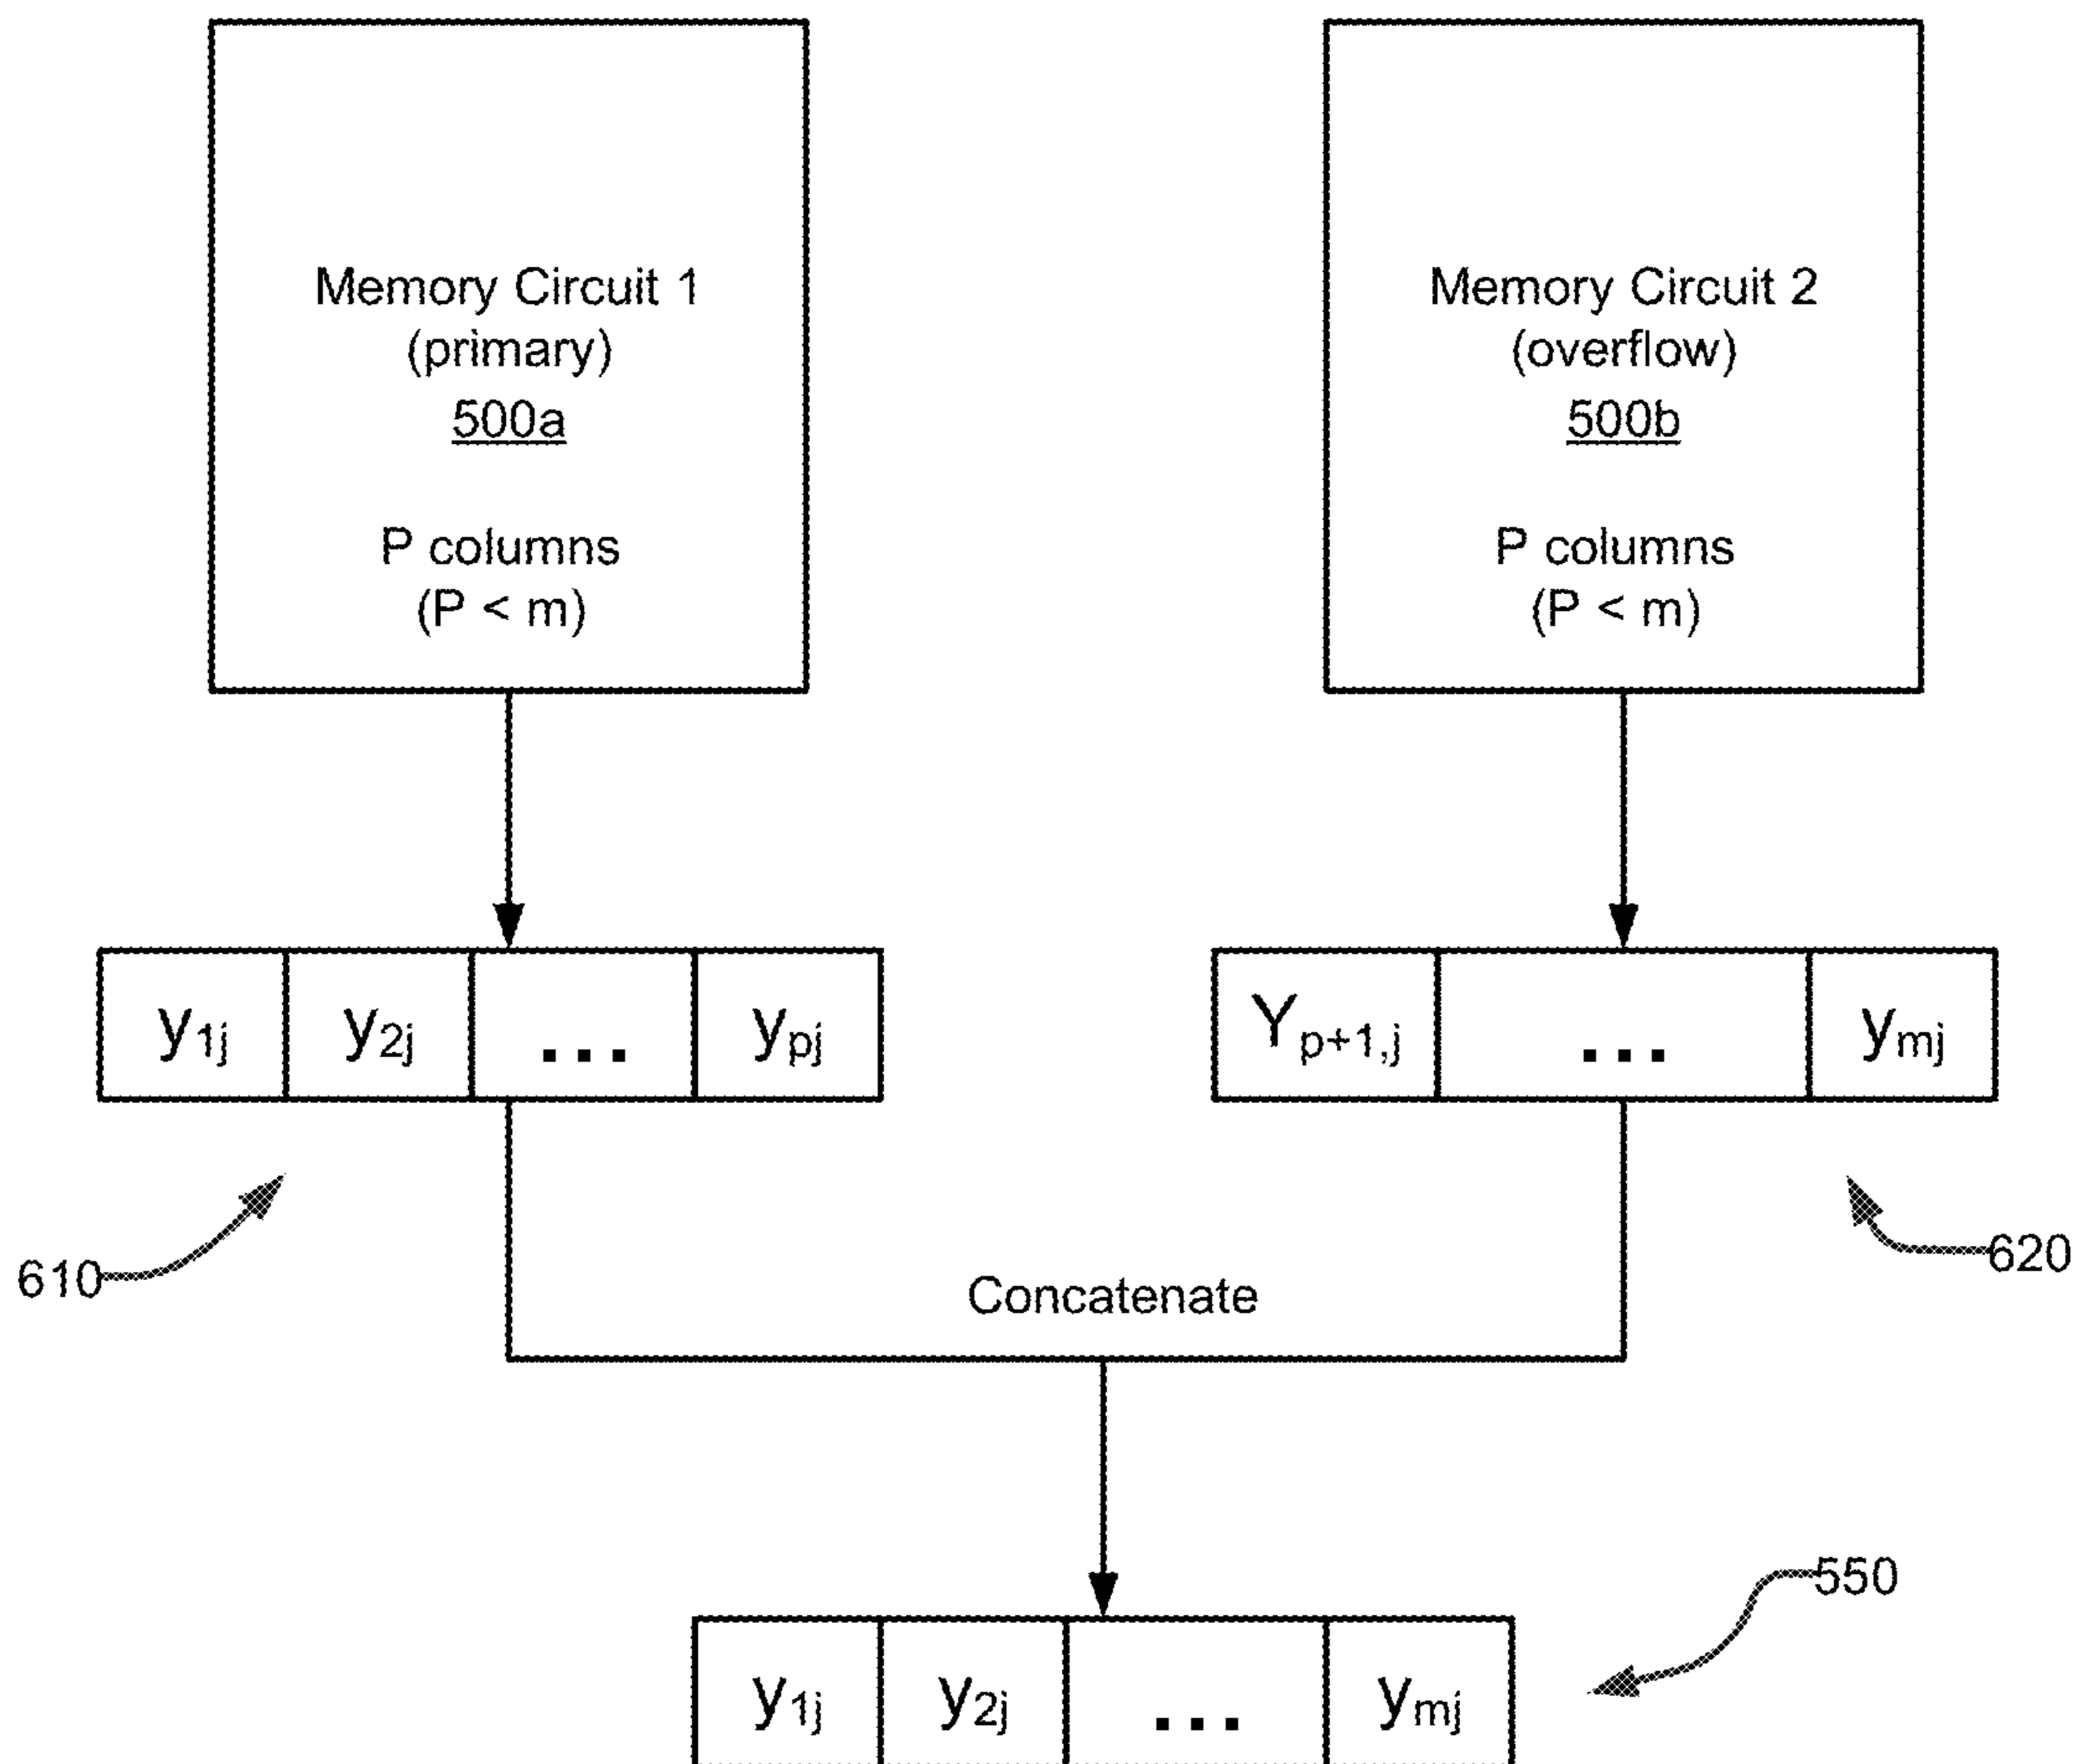 Memory Circuit 1
(primary)
500a
P columns
(P < m)
Memory Circuit 2
(overflow)
500b
P columns
(P < m)
y1j y2j ... ypj
Yp+1,j ... ymj
610
620
Concatenate
550
y1j y2j ... ymj